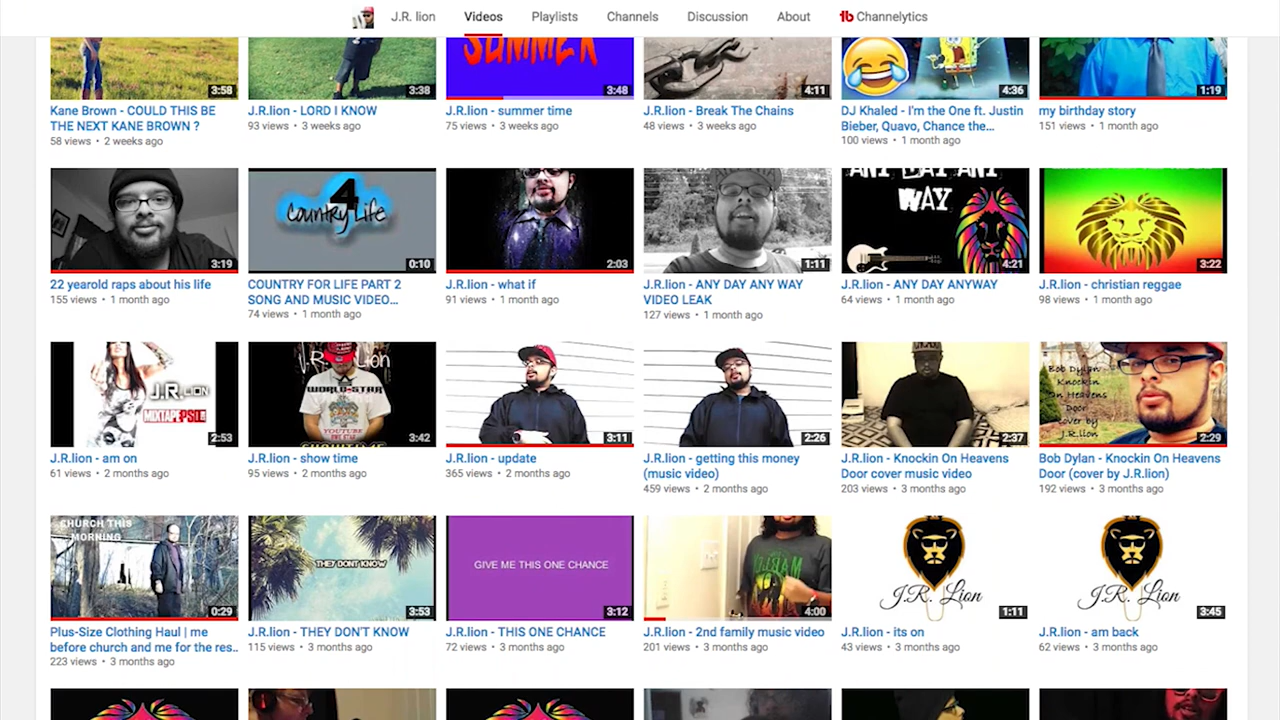 J.R. lion Videos Playlists Channels Discussion About tb Channelytics
SUMMER
3:58 3:38 3:48 4:11 4:36 1:19
Kane Brown - COULD THIS BE
THE NEXT KANE BROWN ?
58 views • 2 weeks ago
J.R.lion - LORD I KNOW
93 views • 3 weeks ago
J.R.lion - summer time
75 views • 3 weeks ago
J.R.lion - Break The Chains
48 views • 3 weeks ago
DJ Khaled - I'm the One ft. Justin
Bieber, Quavo, Chance the...
100 views • 1 month ago
my birthday story
151 views • 1 month ago
3:19
22 yearold raps about his life
155 views • 1 month ago
4
Country Life
0:10
COUNTRY FOR LIFE PART 2
SONG AND MUSIC VIDEO...
74 views • 1 month ago
2:03
J.R.lion - what if
91 views • 1 month ago
1:11
J.R.lion - ANY DAY ANY WAY
VIDEO LEAK
127 views • 1 month ago
ANY DAY ANY
WAY
4:21
J.R.lion - ANY DAY ANYWAY
64 views • 1 month ago
3:22
J.R.lion - christian reggae
98 views • 1 month ago
J.R.LION
MIXTAPE
2:53
J.R.lion - am on
61 views • 2 months ago
J.R. Lion
WORLD STAR
YOUTUBE
SHOWTIME
3:42
J.R.lion - show time
95 views • 2 months ago
3:11
J.R.lion - update
365 views • 2 months ago
2:26
J.R.lion - getting this money
(music video)
459 views • 2 months ago
2:37
J.R.lion - Knockin On Heavens
Door cover music video
203 views • 3 months ago
Bob Dylan -
Knockin
on Heavens
Door
cover by
J.R.lion
2:29
Bob Dylan - Knockin On Heavens
Door (cover by J.R.lion)
192 views • 3 months ago
CHURCH THIS
MORNING
0:29
Plus-Size Clothing Haul | me
before church and me for the res..
223 views • 3 months ago
THEY DONT KNOW
3:53
J.R.lion - THEY DON'T KNOW
115 views • 3 months ago
GIVE ME THIS ONE CHANCE
3:12
J.R.lion - THIS ONE CHANCE
72 views • 3 months ago
4:00
J.R.lion - 2nd family music video
201 views • 3 months ago
J.R. Lion
1:11
J.R.lion - its on
43 views • 3 months ago
J.R. Lion
3:45
J.R.lion - am back
62 views • 3 months ago